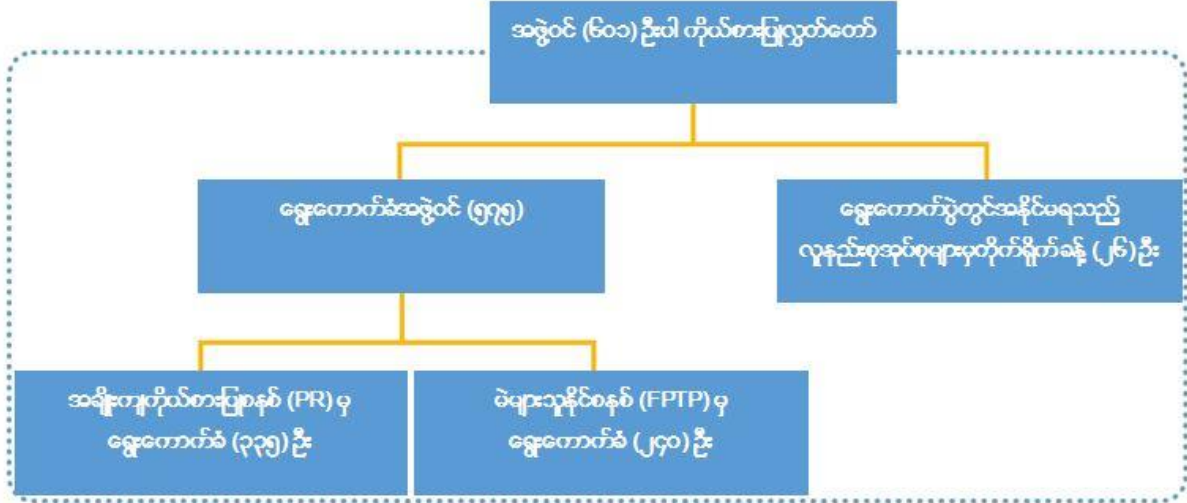 အဖွဲ့ဝင် (၆၀၁) ဦးပါ ကိုယ်စားပြုလွှတ်တော်
ရွေးကောက်ခံအဖွဲ့ဝင် (၅၇၅)
ရွေးကောက်ပွဲတွင်အနိုင်မရသည့်
လူနည်းစုအုပ်စုများမှတိုက်ရိုက်ခန့် (၂၆) ဦး
အချိုးကျကိုယ်စားပြုစနစ် (PR) မှ
ရွေးကောက်ခံ (၃၃၅) ဦး
မဲများသူနိုင်စနစ် (FPTP) မှ
ရွေးကောက်ခံ (၂၄၀) ဦး